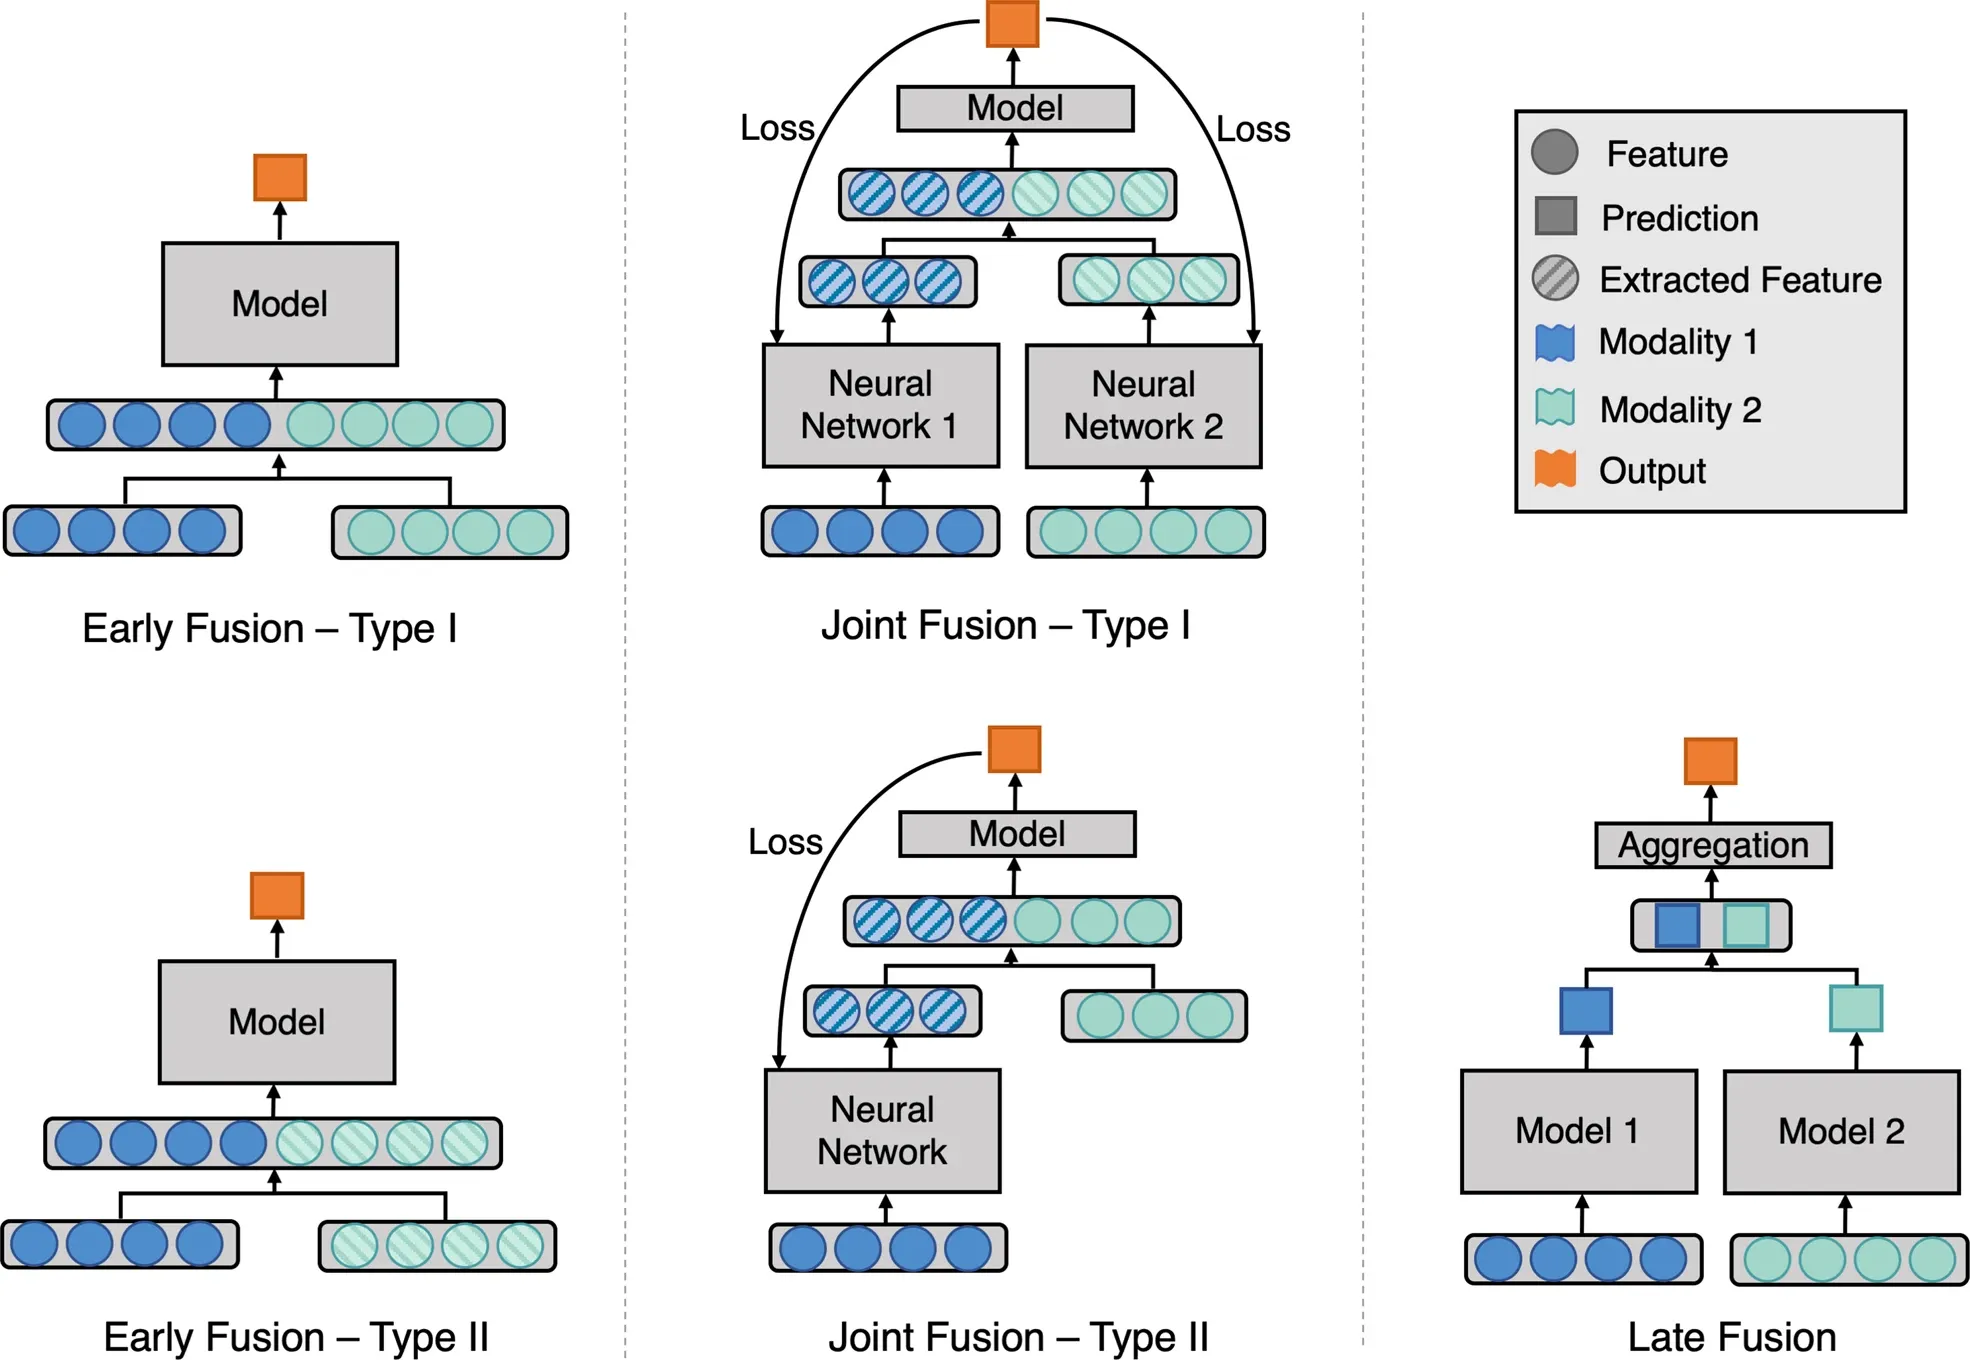 Model
Early Fusion – Type I
Loss
Model
Loss
Neural
Network 1
Neural
Network 2
Joint Fusion – Type I
Feature
Prediction
Extracted Feature
Modality 1
Modality 2
Output
Model
Early Fusion – Type II
Loss
Model
Neural
Network
Joint Fusion – Type II
Aggregation
Model 1
Model 2
Late Fusion